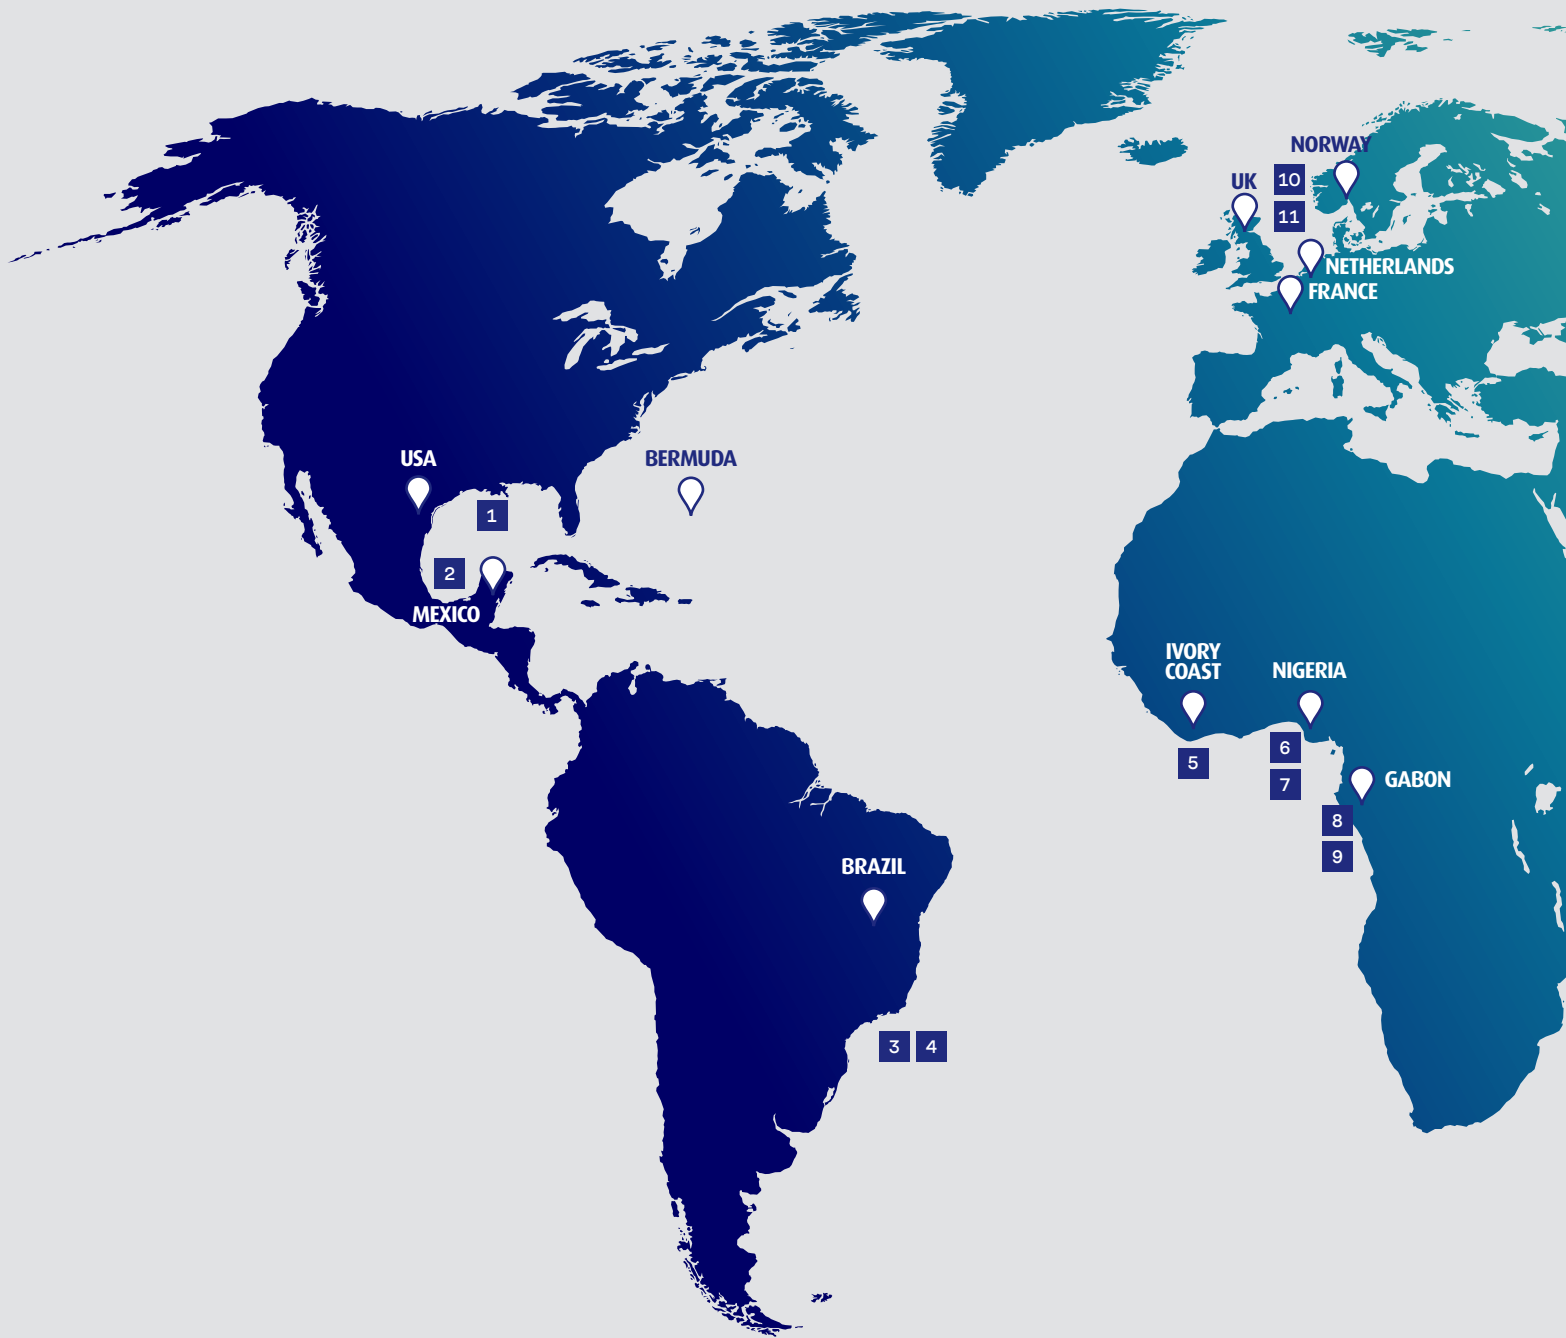 NORWAY
UK
10
11
NETHERLANDS
FRANCE
USA
BERMUDA
1
2
MEXICO
IVORY
COAST
NIGERIA
5
6
7
GABON
8
9
BRAZIL
3
4